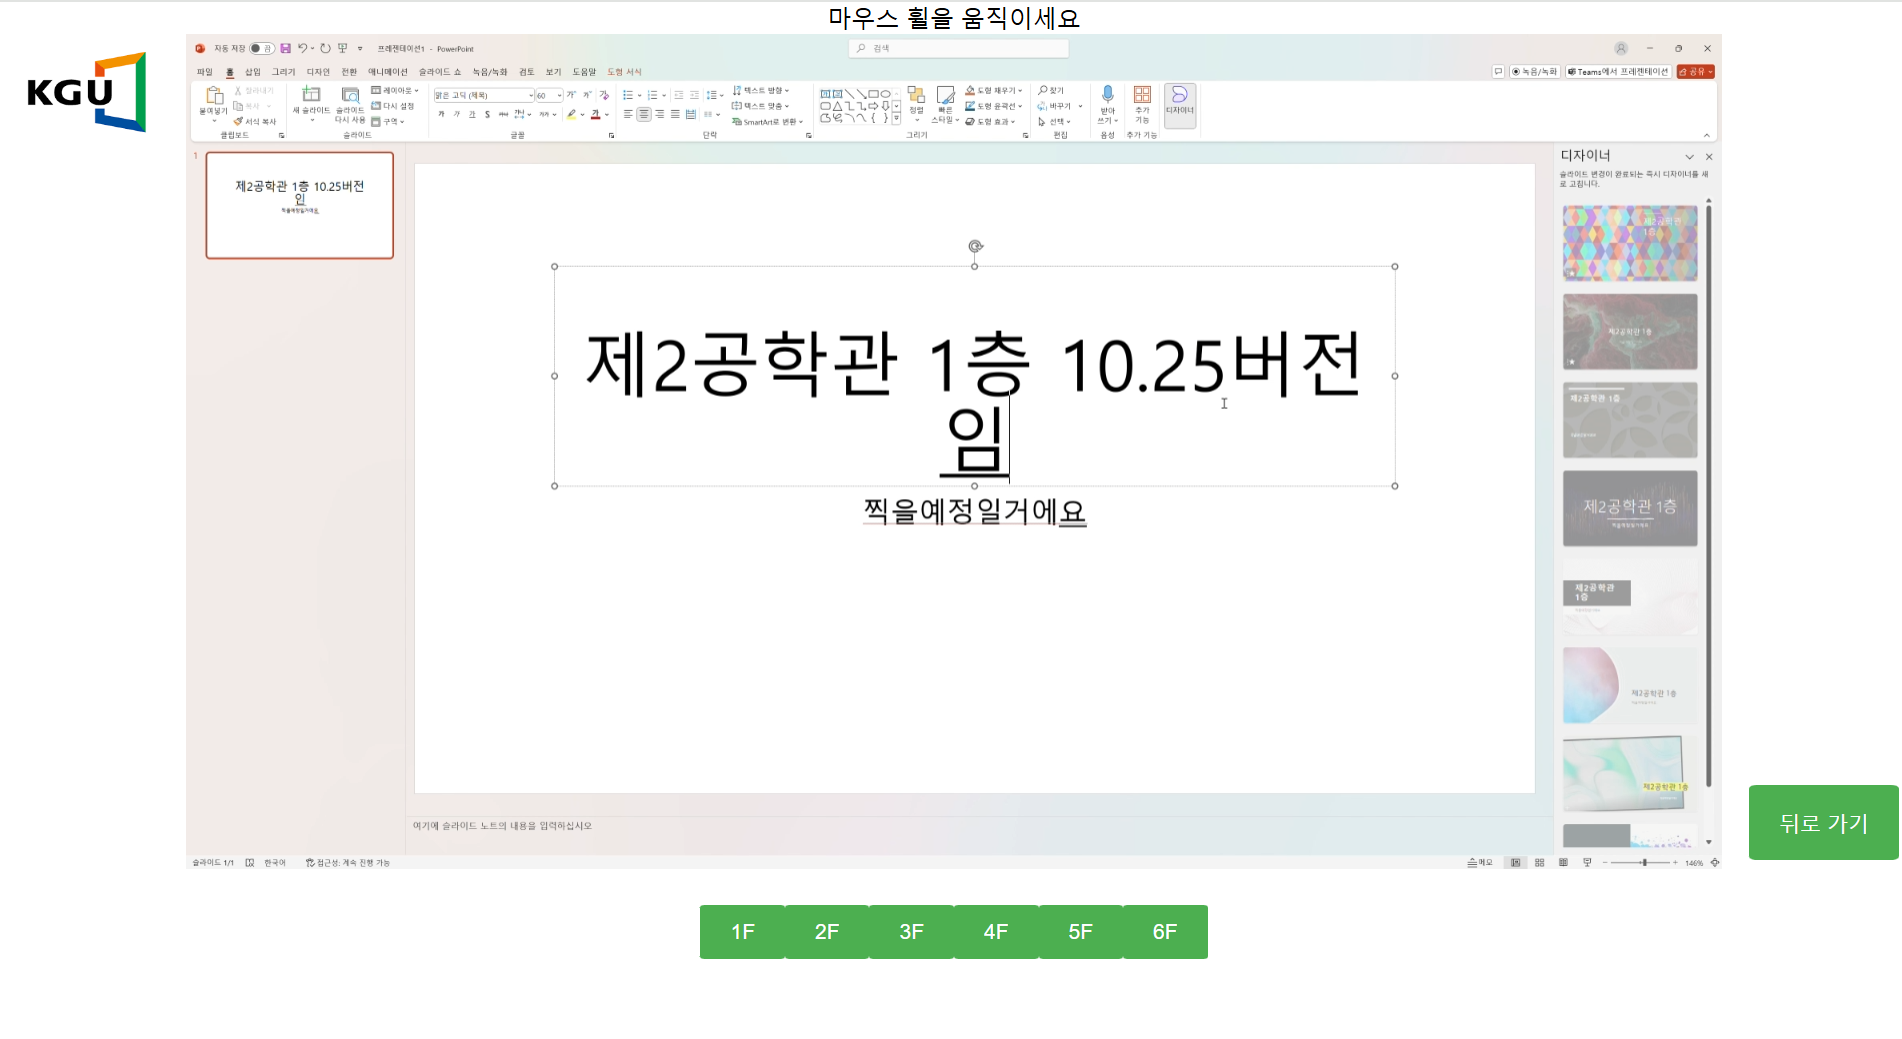 마우스 휠을 움직이세요
KGU
자동 저장 끔 프레젠테이션1 - PowerPoint
검색
파일 홈 삽입 그리기 디자인 전환 애니메이션 슬라이드 쇼 녹음/녹화 검토 보기 도움말 도형 서식
녹음/녹화 Teams에서 프레젠테이션 공유
붙여넣기 잘라내기 복사 서식 복사 클립보드
새 슬라이드 슬라이드 다시 사용 레이아웃 다시 설정 구역 슬라이드
맑은 고딕 (제목) 60 글꼴
텍스트 방향 텍스트 맞춤 SmartArt로 변환 단락
정렬 빠른 스타일 도형 채우기 도형 윤곽선 도형 효과 그리기
찾기 바꾸기 선택 편집
받아쓰기 음성
추가 기능 추가 기능
디자이너
1
제2공학관 1층 10.25버전
인
찍을예정일거에요
제2공학관 1층 10.25버전
임
찍을예정일거에요
디자이너
슬라이드 변경이 완료되는 즉시 디자이너를 새
로 고칩니다.
제2공학관
1층
제2공학관 1층
제2공학관 1층
제2공학관 1층
찍을예정일거에요
제2공학관
1층
제2공학관 1층
제2공학관 1층
여기에 슬라이드 노트의 내용을 입력하십시오
슬라이드 1/1 한국어 접근성: 계속 진행 가능
메모 146%
뒤로 가기
1F 2F 3F 4F 5F 6F